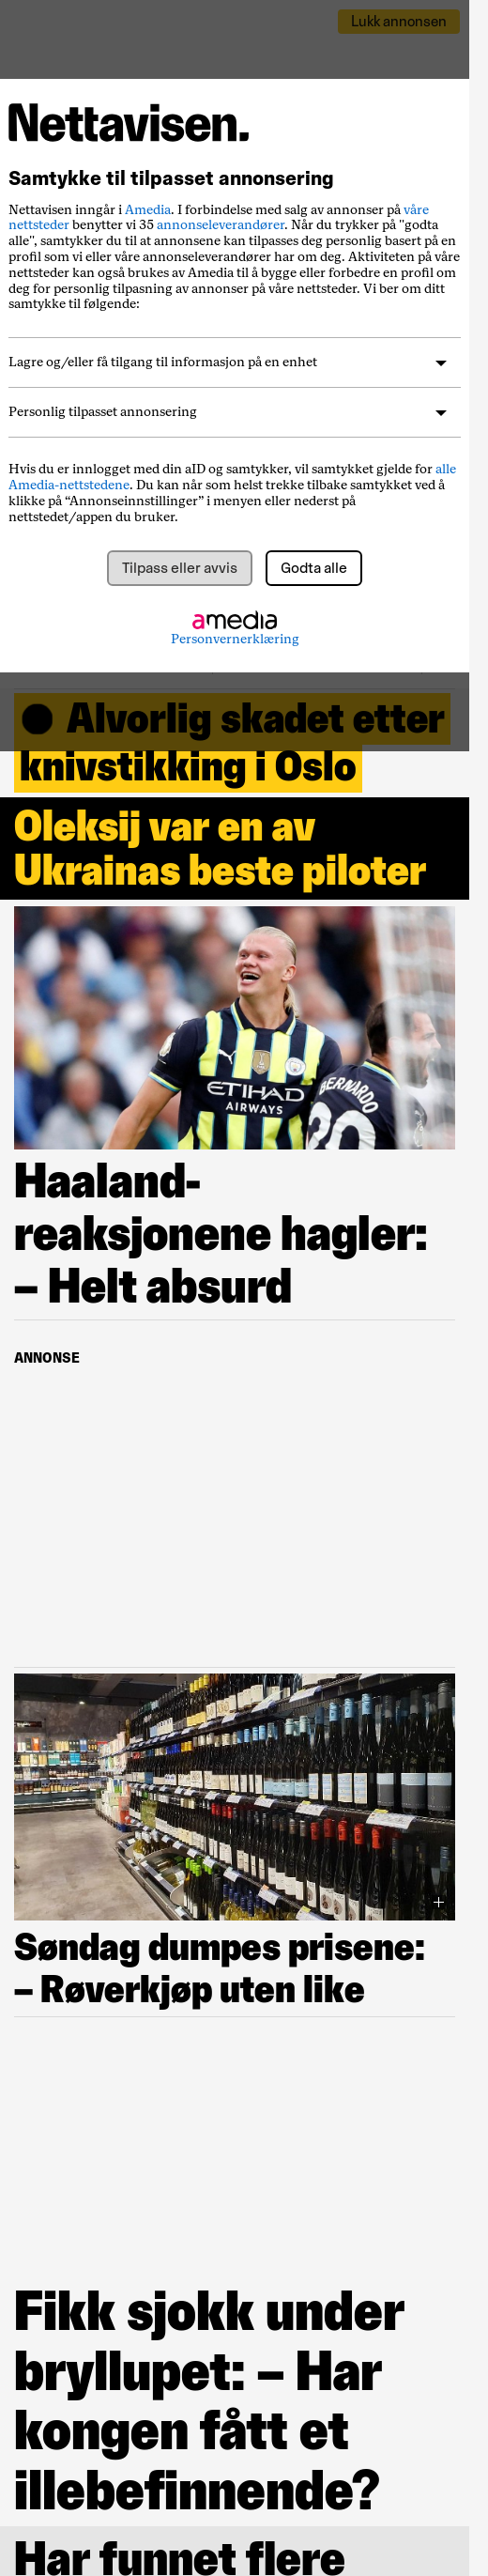 Lukk annonsen
Nettavisen.
Samtykke til tilpasset annonsering
Nettavisen inngår i Amedia. I forbindelse med salg av annonser på våre
nettsteder benytter vi 35 annonseleverandører. Når du trykker på "godta
alle", samtykker du til at annonsene kan tilpasses deg personlig basert på en
profil som vi eller våre annonseleverandører har om deg. Aktiviteten på våre
nettsteder kan også brukes av Amedia til å bygge eller forbedre en profil om
deg for personlig tilpasning av annonser på våre nettsteder. Vi ber om ditt
samtykke til følgende:
Lagre og/eller få tilgang til informasjon på en enhet
Personlig tilpasset annonsering
Hvis du er innlogget med din aID og samtykker, vil samtykket gjelde for alle
Amedia-nettstedene. Du kan når som helst trekke tilbake samtykket ved å
klikke på “Annonseinnstillinger” i menyen eller nederst på
nettstedet/appen du bruker.
Tilpass eller avvis
Godta alle
amedia
Personvernerklæring
Alvorlig skadet etter
knivstikking i Oslo
Oleksij var en av
Ukrainas beste piloter
ETIHAD
AIRWAYS
BERNARDO
20
Haaland-
reaksjonene hagler:
– Helt absurd
ANNONSE
Søndag dumpes prisene:
– Røverkjøp uten like
Fikk sjokk under
bryllupet: – Har
kongen fått et
illebefinnende?
Har funnet flere